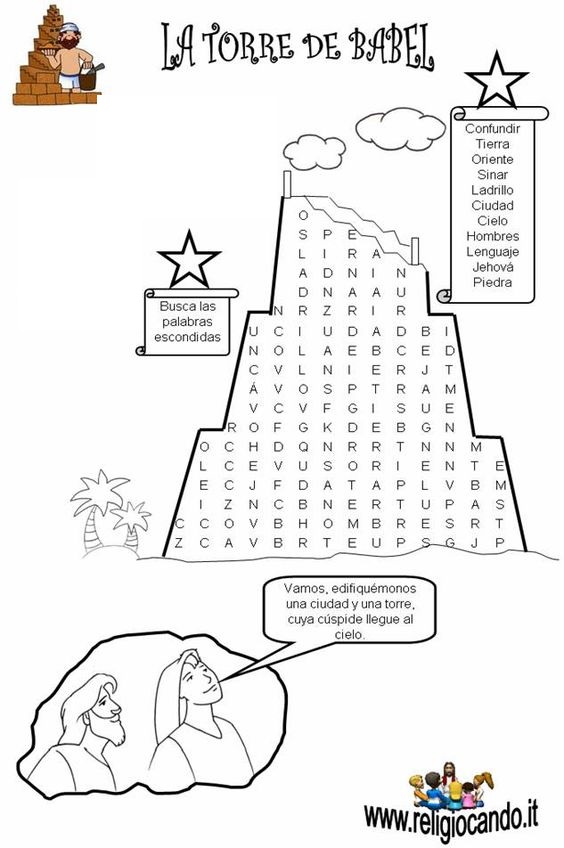 LA TORRE DE BABEL
Confundir
Tierra
Oriente
Sinar
Ladrillo
Ciudad
Cielo
Hombres
Lenguaje
Jehová
Piedra
Busca las
palabras
escondidas
O
S P E
L I R A
A D N I N
D N A A U
N R Z R I R
U C I U D A D B I
N O L A E B C E D
C V L N I E R J T
Á V O S P T R A M
V C V F G I S U E
R O F G K D E B G N
O C H D Q N R R T N N M
L C E V U S O R I E N T E
E C J F D A T A P L V B M
I Z N C B N E R T U P A S
C C O V B H O M B R E S R T
Z C A V B R T E U P S G J P
Vamos, edifiquémonos
una ciudad y una torre,
cuya cúspide llegue al
cielo.
www.religiocando.it